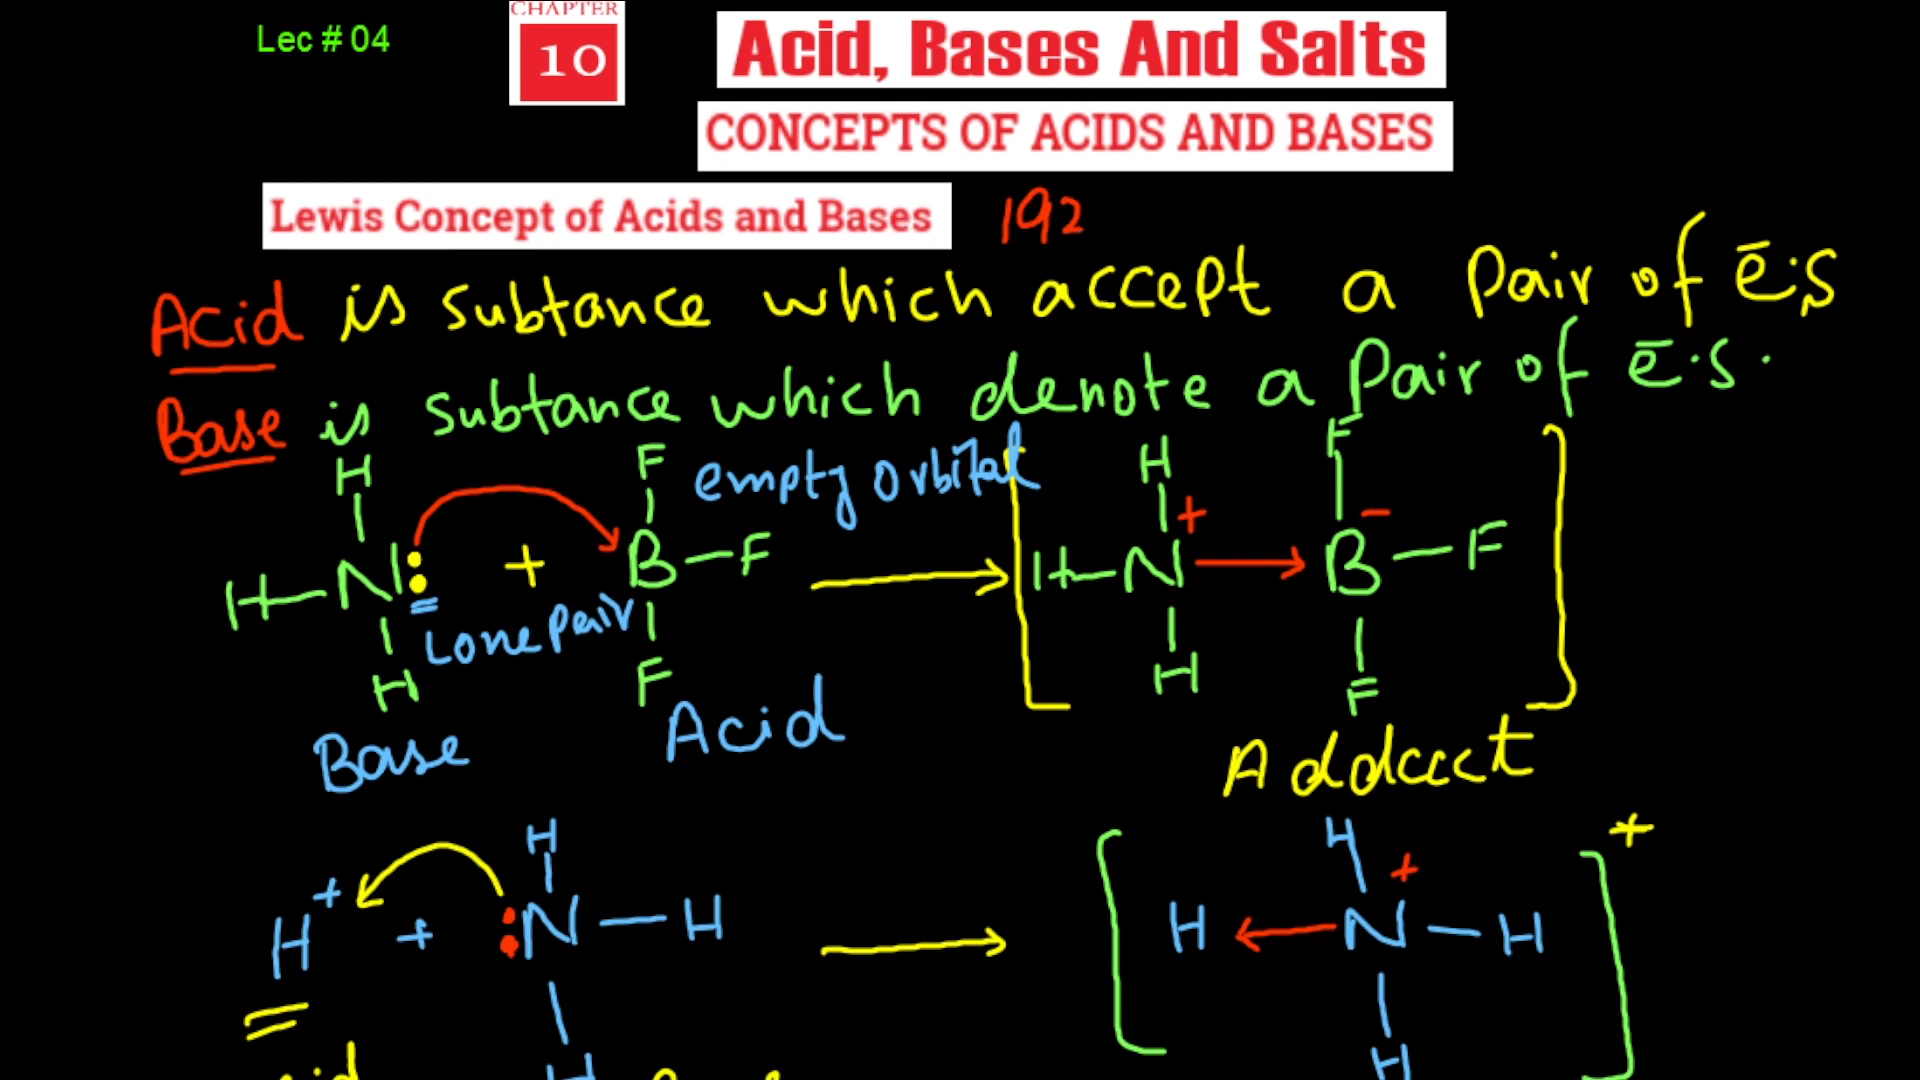 Lec # 04
CHAPTER
10
Acid, Bases And Salts
CONCEPTS OF ACIDS AND BASES
Lewis Concept of Acids and Bases 192
Acid is subtance which accept a pair of ē.s
Base is subtance which denote a pair of ē.s.
H F empty orbital H F
H-N: + B-F → [H-N⁺ → B⁻-F]
= Lone pair
H F H F
Base Acid Adduct
H H +
H⁺ + :N-H → [H ← N⁺-H]
H H